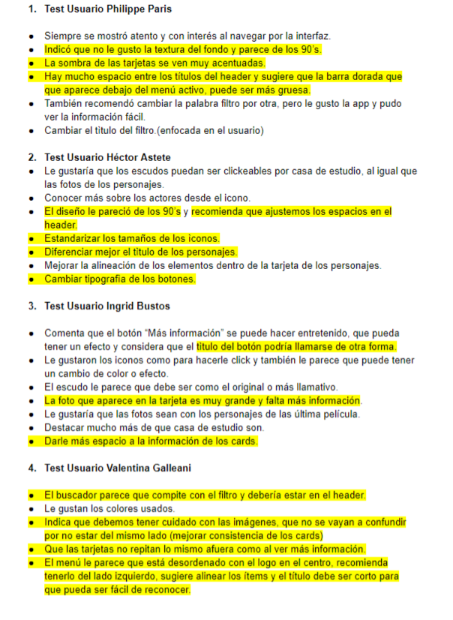 1. Test Usuario Philippe Paris
● Siempre se mostró atento y con interés al navegar por la interfaz.
● Indicó que no le gusto la textura del fondo y parece de los 90´s.
● La sombra de las tarjetas se ven muy acentuadas.
● Hay mucho espacio entre los títulos del header y sugiere que la barra dorada que
que aparece debajo del menú activo, puede ser más gruesa.
● También recomendó cambiar la palabra filtro por otra, pero le gusto la app y pudo
ver la información fácil.
● Cambiar el titulo del filtro.(enfocada en el usuario)
2. Test Usuario Héctor Astete
● Le gustaría que los escudos puedan ser clickeables por casa de estudio, al igual que
las fotos de los personajes.
● Conocer más sobre los actores desde el icono.
● El diseño le pareció de los 90´s y recomienda que ajustemos los espacios en el
header.
● Estandarizar los tamaños de los iconos.
● Diferenciar mejor el titulo de los personajes.
● Mejorar la alineación de los elementos dentro de la tarjeta de los personajes.
● Cambiar tipografía de los botones.
3. Test Usuario Ingrid Bustos
● Comenta que el botón “Más información” se puede hacer entretenido, que pueda
tener un efecto y considera que el titulo del botón podría llamarse de otra forma.
● Le gustaron los iconos como para hacerle click y también le parece que puede tener
un cambio de color o efecto.
● El escudo le parece que debe ser como el original o más llamativo.
● La foto que aparece en la tarjeta es muy grande y falta más información.
● Le gustaría que las fotos sean con los personajes de las última película.
● Destacar mucho más de que casa de estudio son.
● Darle más espacio a la información de los cards.
4. Test Usuario Valentina Galleani
● El buscador parece que compite con el filtro y debería estar en el header.
● Le gustan los colores usados.
● Indica que debemos tener cuidado con las imágenes, que no se vayan a confundir
por no estar del mismo lado (mejorar consistencia de los cards)
● Que las tarjetas no repitan lo mismo afuera como al ver más información.
● El menú le parece que está desordenado con el logo en el centro, recomienda
tenerlo del lado izquierdo, sugiere alinear los ítems y el título debe ser corto para
que pueda ser fácil de reconocer.